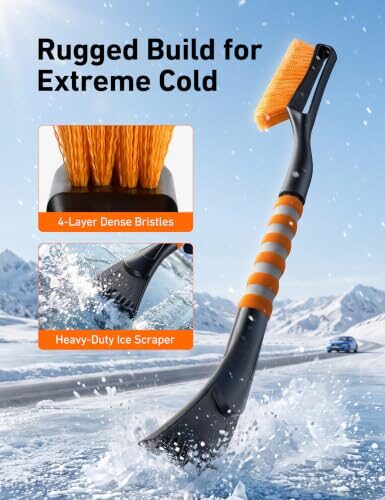 Rugged Build for
Extreme Cold
4-Layer Dense Bristles
Heavy-Duty Ice Scraper